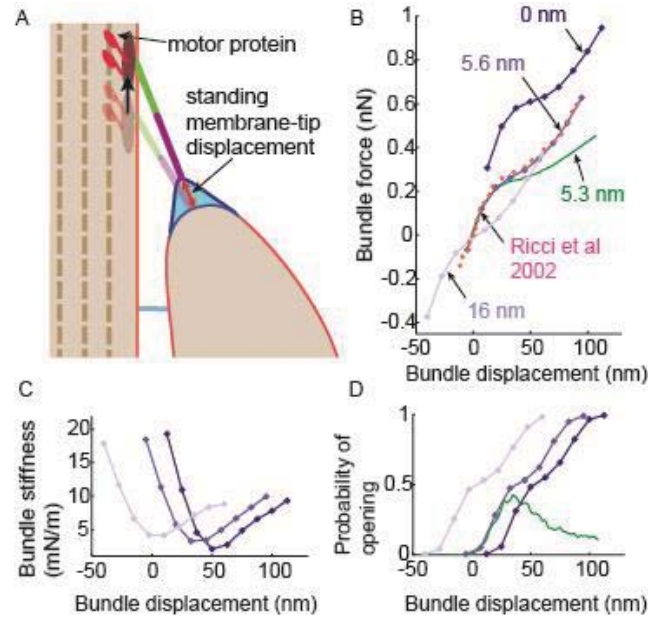 A
motor protein
standing
membrane-tip
displacement
B
Bundle force (nN)
1
0.8
0.6
0.4
0.2
0
-0.2
-0.4
0 nm
5.6 nm
5.3 nm
Ricci et al
2002
16 nm
-50
0
50
100
Bundle displacement (nm)
C
Bundle stiffness
(mN/m)
20
15
10
5
-50
0
50
100
Bundle displacement (nm)
D
Probability of
opening
1
0.5
0
-50
0
50
100
Bundle displacement (nm)